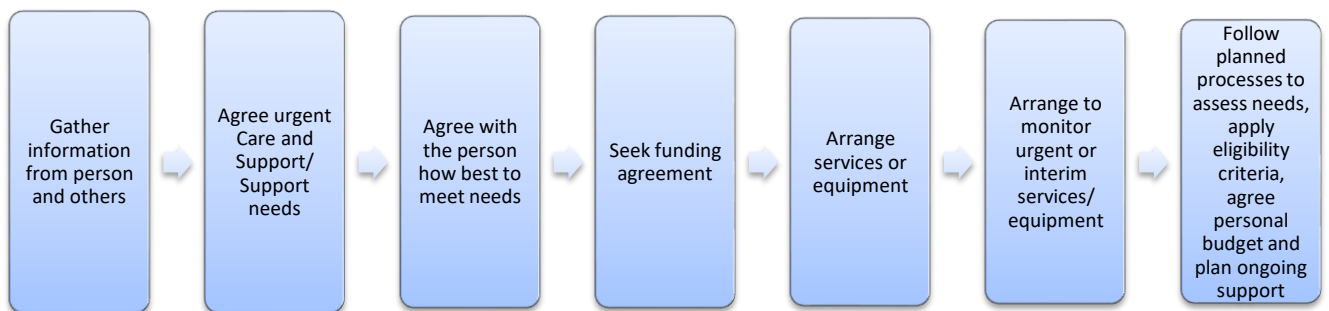 Gather
information
from person
and others
Agree urgent
Care and
Support/
Support
needs
Agree with
the person
how best to
meet needs
Seek funding
agreement
Arrange
services or
equipment
Arrange to
monitor
urgent or
interim
services/
equipment
Follow
planned
processes to
assess needs,
apply
eligibility
criteria,
agree
personal
budget and
plan ongoing
support